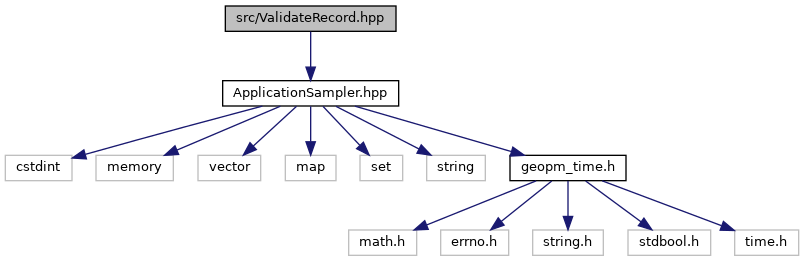 src/ValidateRecord.hpp
ApplicationSampler.hpp
cstdint
memory
vector
map
set
string
geopm_time.h
math.h
errno.h
string.h
stdbool.h
time.h